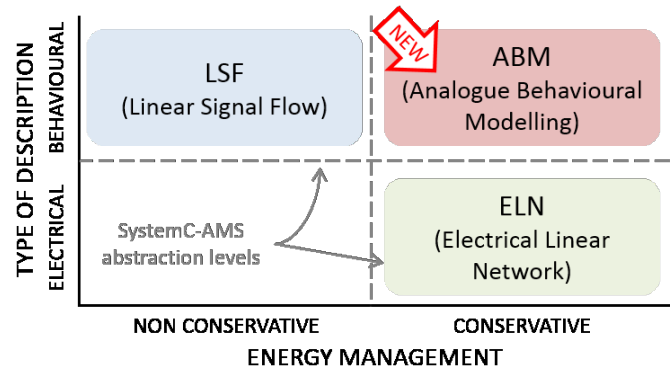 TYPE OF DESCRIPTION
BEHAVIOURAL
ELECTRICAL
LSF
(Linear Signal Flow)
NEW
ABM
(Analogue Behavioural
Modelling)
SystemC-AMS
abstraction levels
ELN
(Electrical Linear
Network)
NON CONSERVATIVE
CONSERVATIVE
ENERGY MANAGEMENT